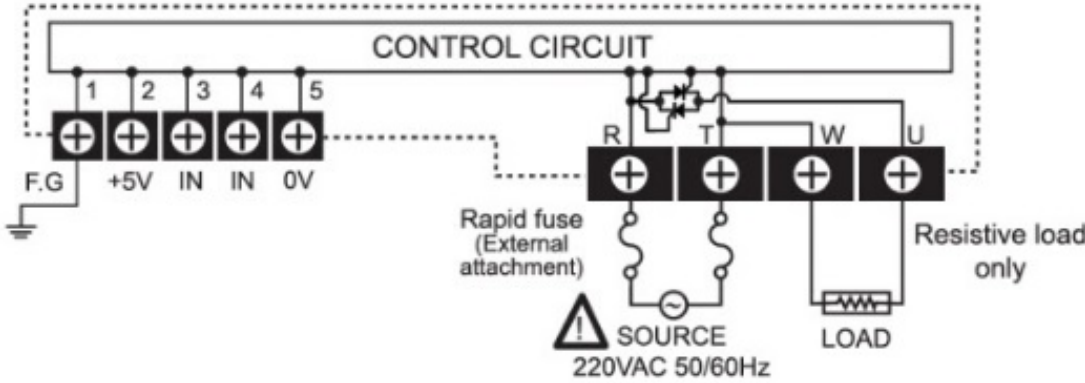 CONTROL CIRCUIT
1 2 3 4 5
R T W U
F.G +5V IN IN 0V
Rapid fuse
(External
attachment)
Resistive load
only
SOURCE
220VAC 50/60Hz
LOAD